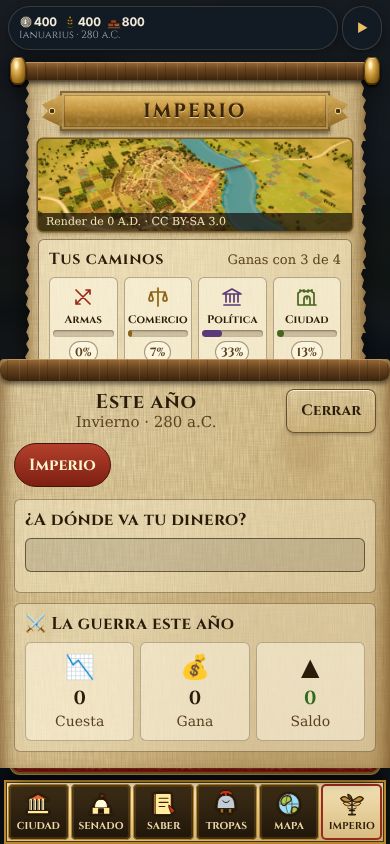 400 400 800
Ianuarius · 280 a.C.
IMPERIO
Render de 0 A.D. · CC BY-SA 3.0
Tus caminos Ganas con 3 de 4
Armas Comercio Política Ciudad
0% 7% 33% 13%
Este año
Invierno · 280 a.C.
Cerrar
Imperio
¿A dónde va tu dinero?
La guerra este año
0 0 0
Cuesta Gana Saldo
CIUDAD SENADO SABER TROPAS MAPA IMPERIO